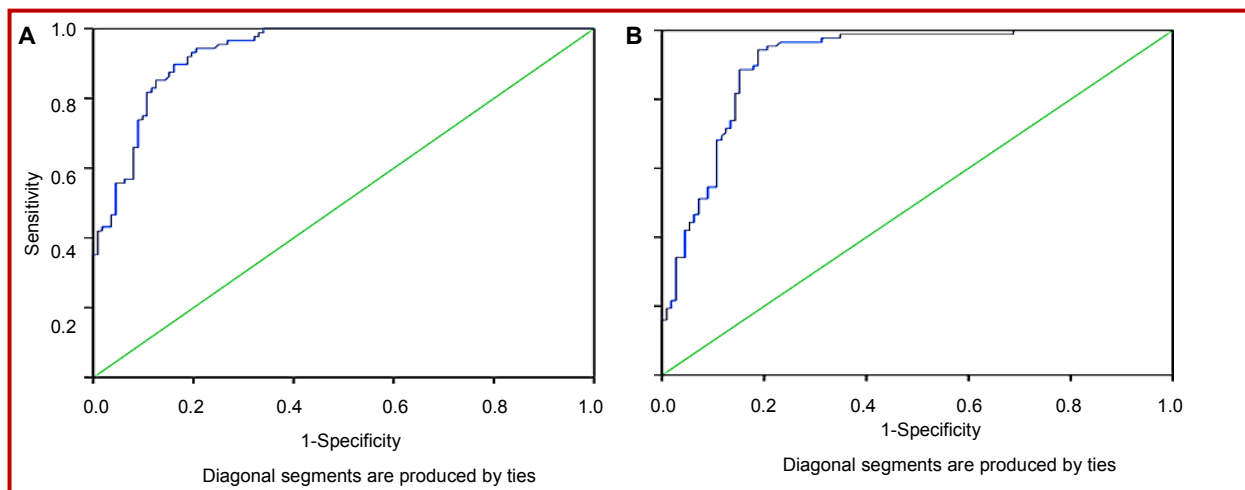 A
1.0
0.8
0.6
0.4
0.2
Sensitivity
0.0 0.2 0.4 0.6 0.8 1.0
1-Specificity
Diagonal segments are produced by ties
B
0.0 0.2 0.4 0.6 0.8 1.0
1-Specificity
Diagonal segments are produced by ties